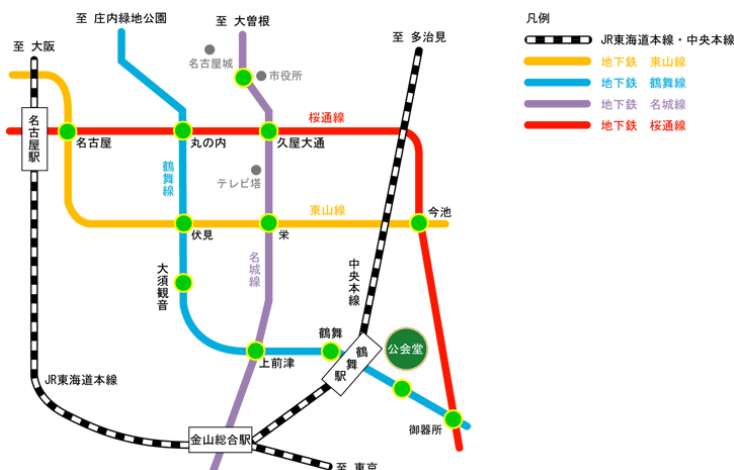 至 庄内緑地公園
至 大曽根
至 大阪
至 多治見
名古屋城
市役所
名古屋駅
名古屋
丸の内
久屋大通
桜通線
鶴舞線
テレビ塔
東山線
今池
伏見
栄
大須観音
名城線
中央本線
鶴舞
鶴舞駅
公会堂
上前津
JR東海道本線
御器所
金山総合駅
至 東京
凡例
JR東海道本線・中央本線
地下鉄 東山線
地下鉄 鶴舞線
地下鉄 名城線
地下鉄 桜通線